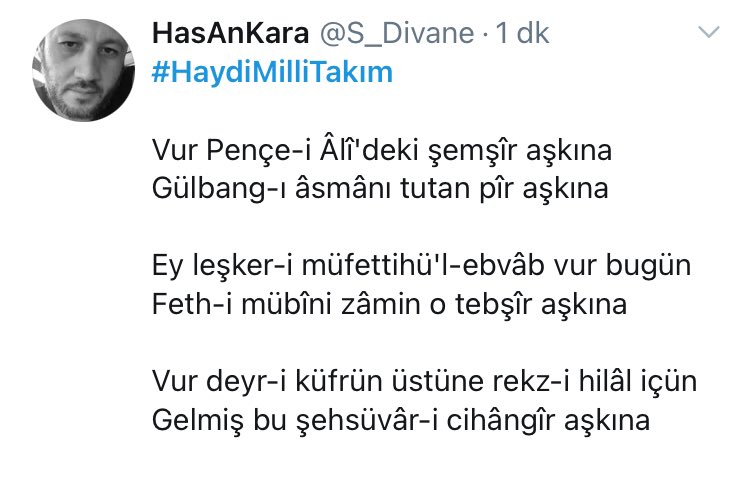 HasAnKara @S_Divane · 1 dk
#HaydiMilliTakım
Vur Pençe-i Âlî'deki şemşîr aşkına
Gülbang-ı âsmânı tutan pîr aşkına
Ey leşker-i müfettihü'l-ebvâb vur bugün
Feth-i mübîni zâmin o tebşîr aşkına
Vur deyr-i küfrün üstüne rekz-i hilâl içün
Gelmiş bu şehsüvâr-i cihângîr aşkına